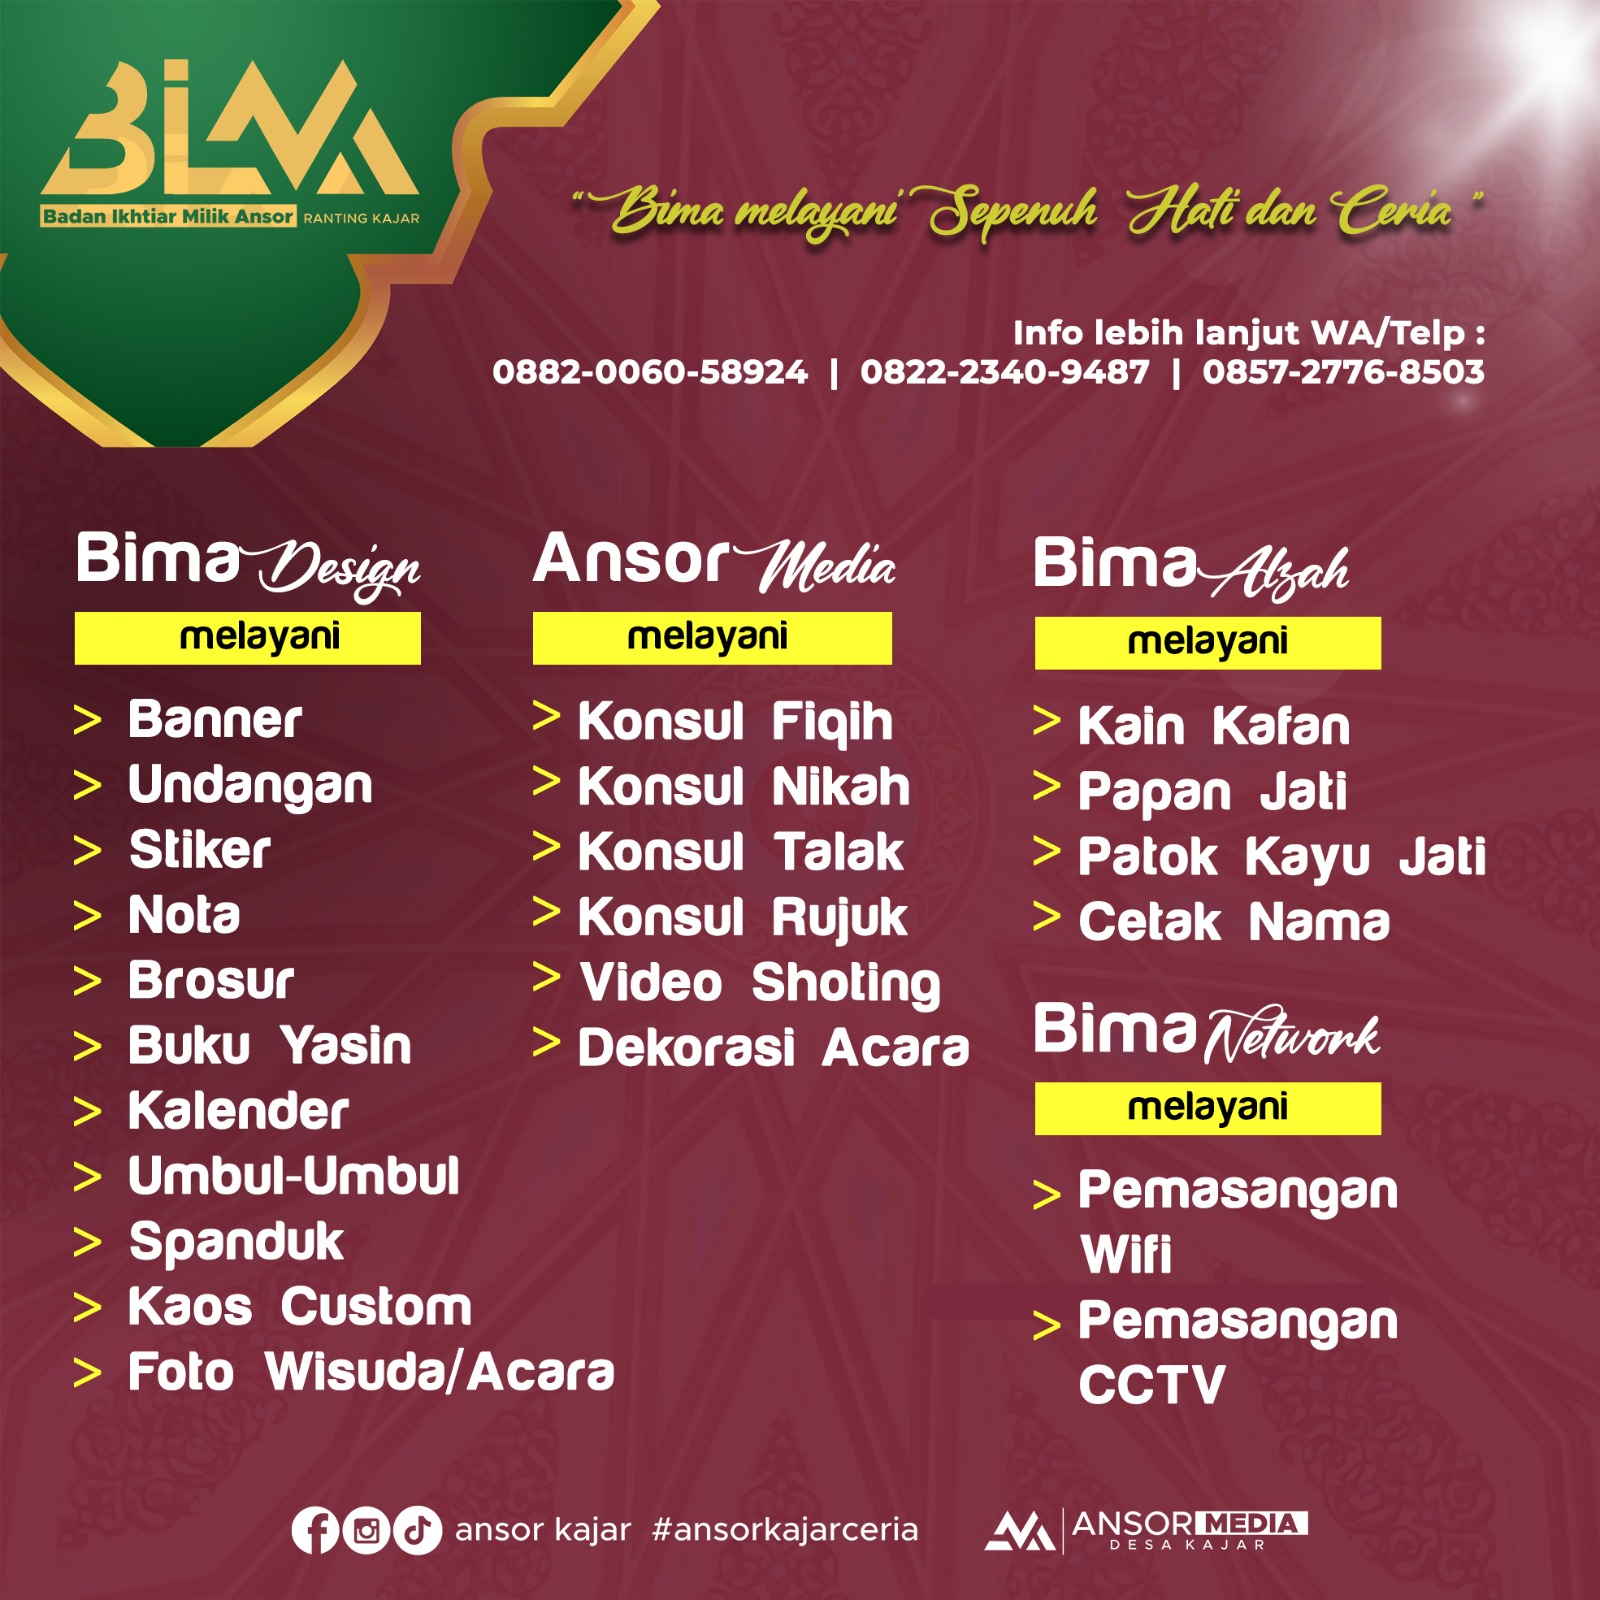 BIMA
Badan Ikhtiar Milik Ansor RANTING KAJAR
“Bima melayani Sepenuh Hati dan Ceria”
Info lebih lanjut WA/Telp :
0882-0060-58924 | 0822-2340-9487 | 0857-2776-8503
Bima Design
melayani
> Banner
> Undangan
> Stiker
> Nota
> Brosur
> Buku Yasin
> Kalender
> Umbul-Umbul
> Spanduk
> Kaos Custom
> Foto Wisuda/Acara
Ansor Media
melayani
> Konsul Fiqih
> Konsul Nikah
> Konsul Talak
> Konsul Rujuk
> Video Shoting
> Dekorasi Acara
Bima Alzah
melayani
> Kain Kafan
> Papan Jati
> Patok Kayu Jati
> Cetak Nama
Bima Network
melayani
> Pemasangan
Wifi
> Pemasangan
CCTV
ansor kajar #ansorkajarceria
ANSOR MEDIA
DESA KAJAR